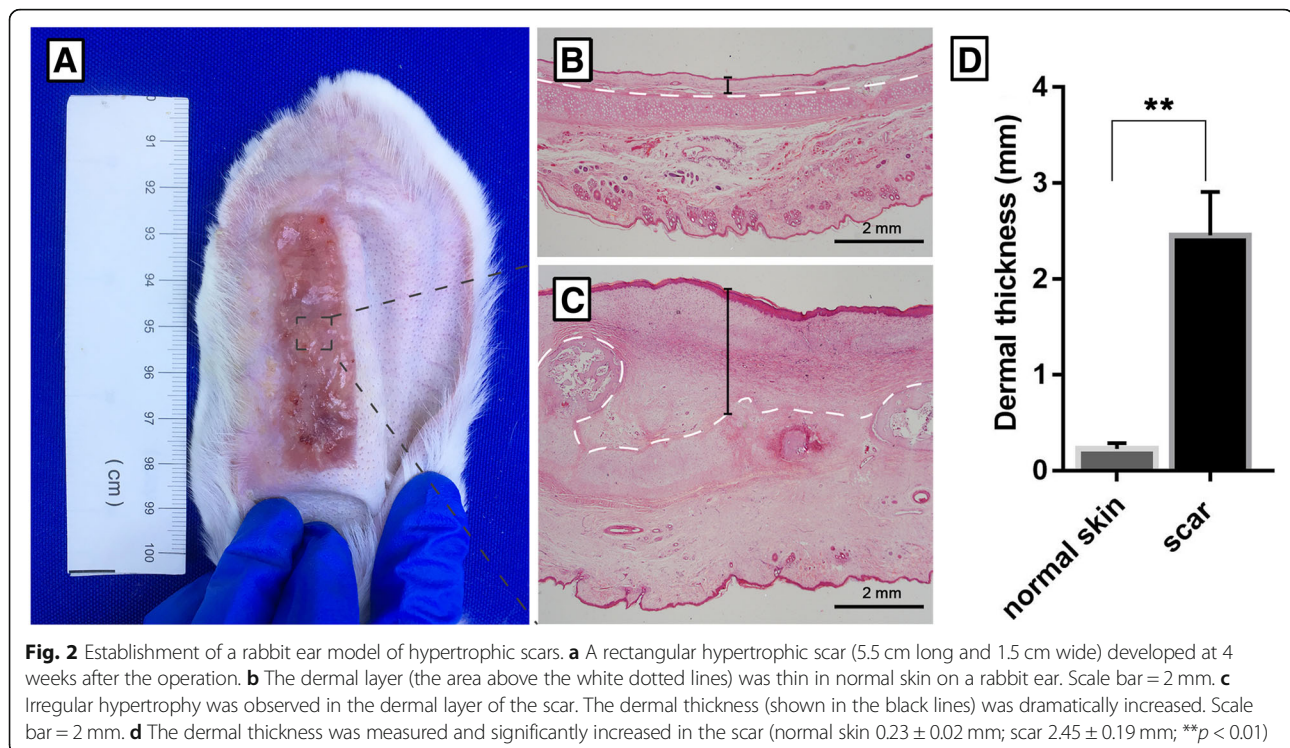 A
0
91
92
93
94
95
96
97
98
99
100
( cm )
B
2 mm
C
2 mm
D
**
Dermal thickness (mm)
4
3
2
1
0
normal skin
scar
Fig. 2 Establishment of a rabbit ear model of hypertrophic scars. a A rectangular hypertrophic scar (5.5 cm long and 1.5 cm wide) developed at 4
weeks after the operation. b The dermal layer (the area above the white dotted lines) was thin in normal skin on a rabbit ear. Scale bar = 2 mm. c
Irregular hypertrophy was observed in the dermal layer of the scar. The dermal thickness (shown in the black lines) was dramatically increased. Scale
bar = 2 mm. d The dermal thickness was measured and significantly increased in the scar (normal skin 0.23 ± 0.02 mm; scar 2.45 ± 0.19 mm; **p < 0.01)